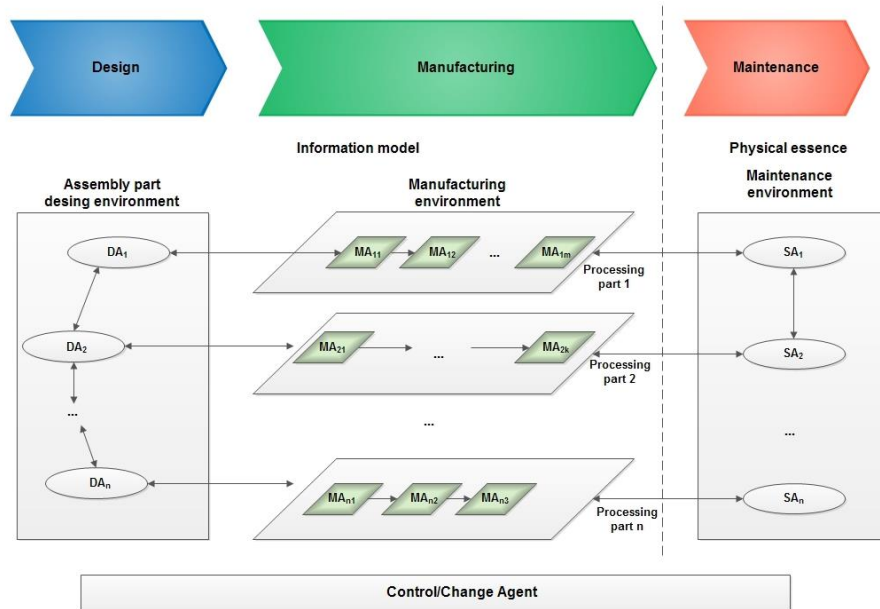 Design
Manufacturing
Maintenance
Information model
Physical essence
Assembly part
desing environment
Manufacturing
environment
Maintenance
environment
DA₁
MA₁₁
MA₁₂
...
MA₁ₘ
Processing
part 1
SA₁
DA₂
MA₂₁
...
MA₂ₖ
Processing
part 2
SA₂
...
...
...
DAₙ
MAₙ₁
MAₙ₂
MAₙ₃
Processing
part n
SAₙ
Control/Change Agent